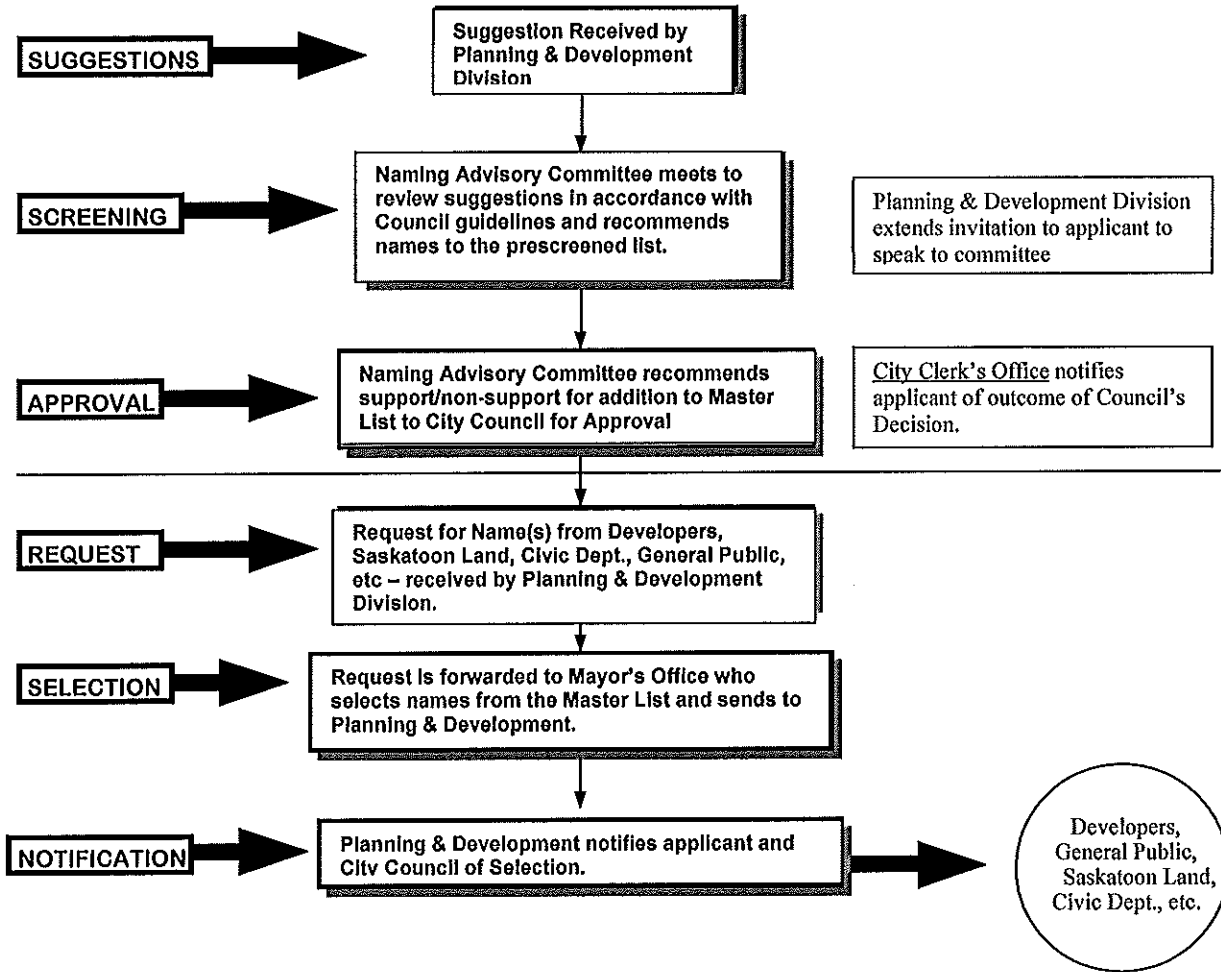 SUGGESTIONS
Suggestion Received by
Planning & Development
Division
SCREENING
Naming Advisory Committee meets to
review suggestions in accordance with
Council guidelines and recommends
names to the prescreened list.
Planning & Development Division
extends invitation to applicant to
speak to committee
APPROVAL
Naming Advisory Committee recommends
support/non-support for addition to Master
List to City Council for Approval
City Clerk's Office notifies
applicant of outcome of Council's
Decision.
REQUEST
Request for Name(s) from Developers,
Saskatoon Land, Civic Dept., General Public,
etc – received by Planning & Development
Division.
SELECTION
Request is forwarded to Mayor's Office who
selects names from the Master List and sends to
Planning & Development.
NOTIFICATION
Planning & Development notifies applicant and
City Council of Selection.
Developers,
General Public,
Saskatoon Land,
Civic Dept., etc.